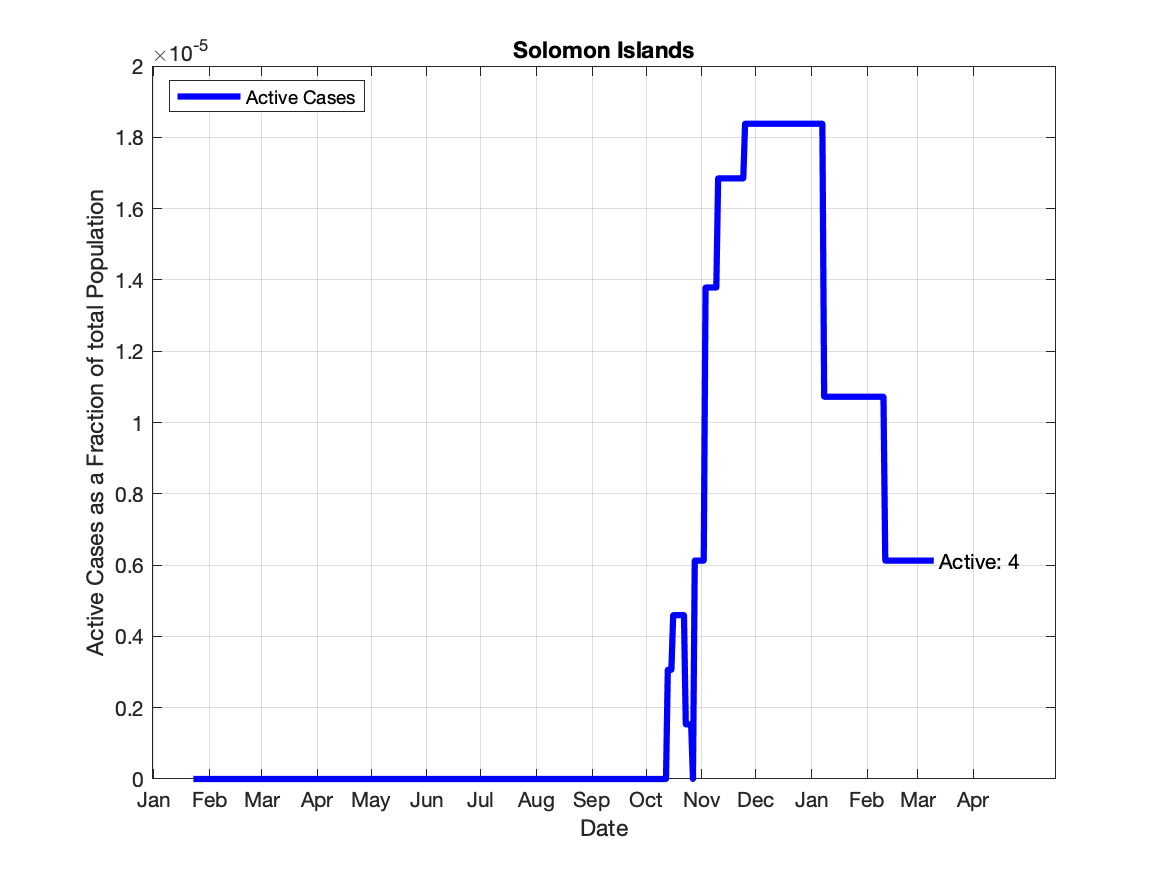 Solomon Islands
×10-5
Active Cases
Active Cases as a Fraction of total Population
2
1.8
1.6
1.4
1.2
1
0.8
0.6
0.4
0.2
0
Active: 4
Jan Feb Mar Apr May Jun Jul Aug Sep Oct Nov Dec Jan Feb Mar Apr
Date